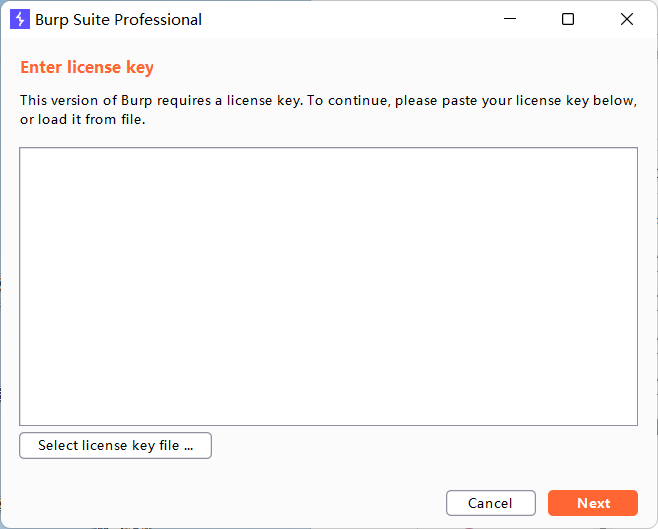 Burp Suite Professional
Enter license key
This version of Burp requires a license key. To continue, please paste your license key below,
or load it from file.
Select license key file ...
Cancel
Next